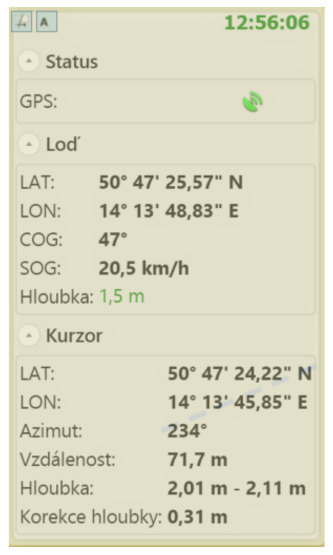 A
12:56:06
Status
GPS:
Loď
LAT: 50° 47' 25,57" N
LON: 14° 13' 48,83" E
COG: 47°
SOG: 20,5 km/h
Hloubka: 1,5 m
Kurzor
LAT: 50° 47' 24,22" N
LON: 14° 13' 45,85" E
Azimut: 234°
Vzdálenost: 71,7 m
Hloubka: 2,01 m - 2,11 m
Korekce hloubky: 0,31 m